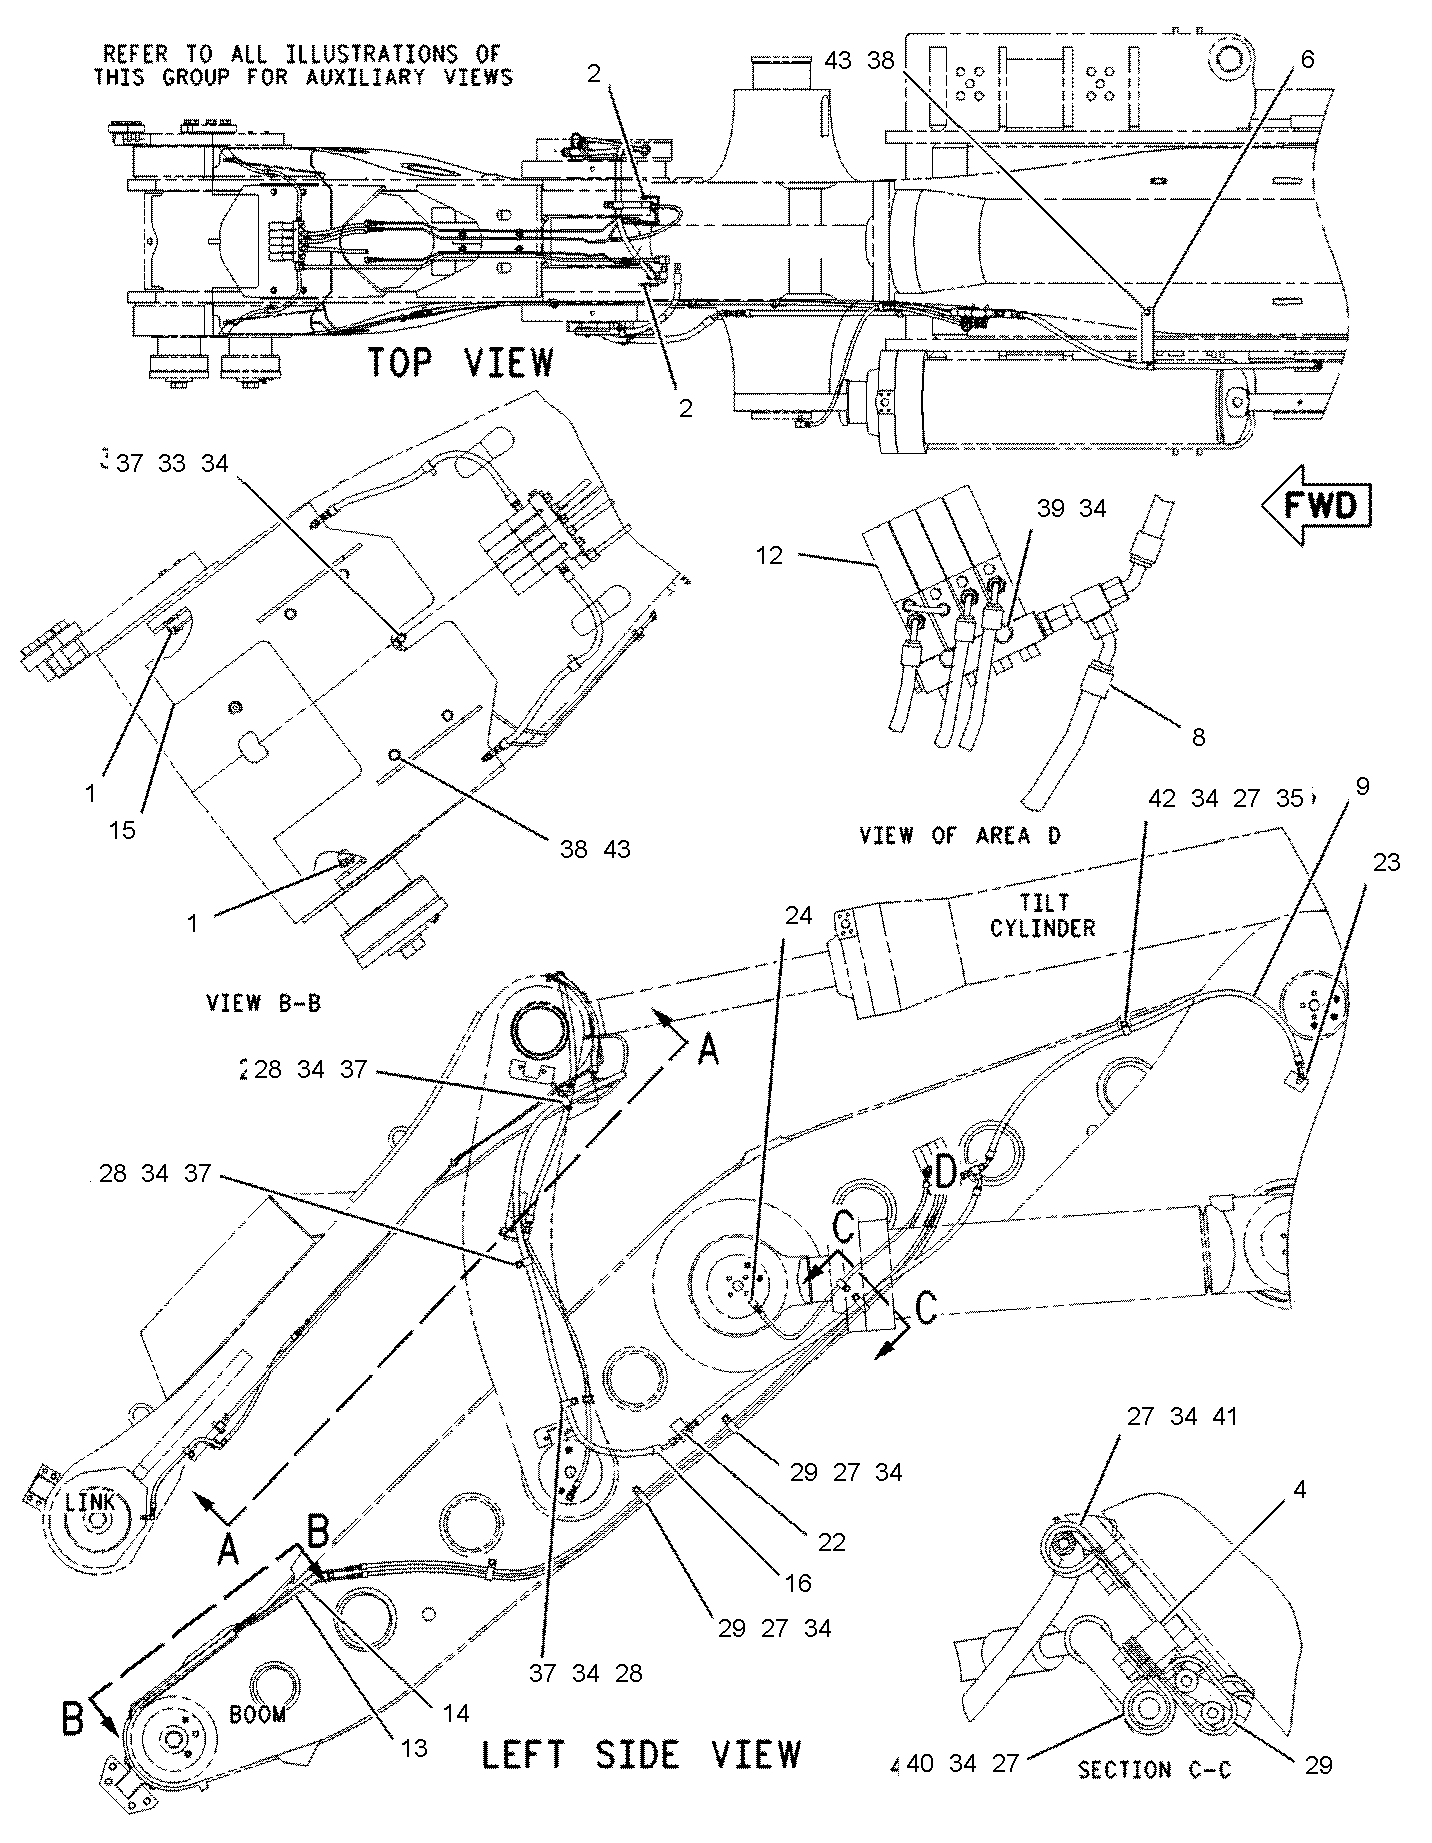 REFER TO ALL ILLUSTRATIONS OF
THIS GROUP FOR AUXILIARY VIEWS
2
43 38
6
TOP VIEW
2
37 33 34
FWD
39 34
12
8
1
15
38 43
1
VIEW OF AREA D
42 34 27 35
9
23
24
TILT
CYLINDER
VIEW B-B
A
28 34 37
28 34 37
D
C
C
27 34 41
29 27 34
LINK
4
A
B
22
16
29 27 34
37 34 28
B
BOOM
14
13
LEFT SIDE VIEW
40 34 27
SECTION C-C
29